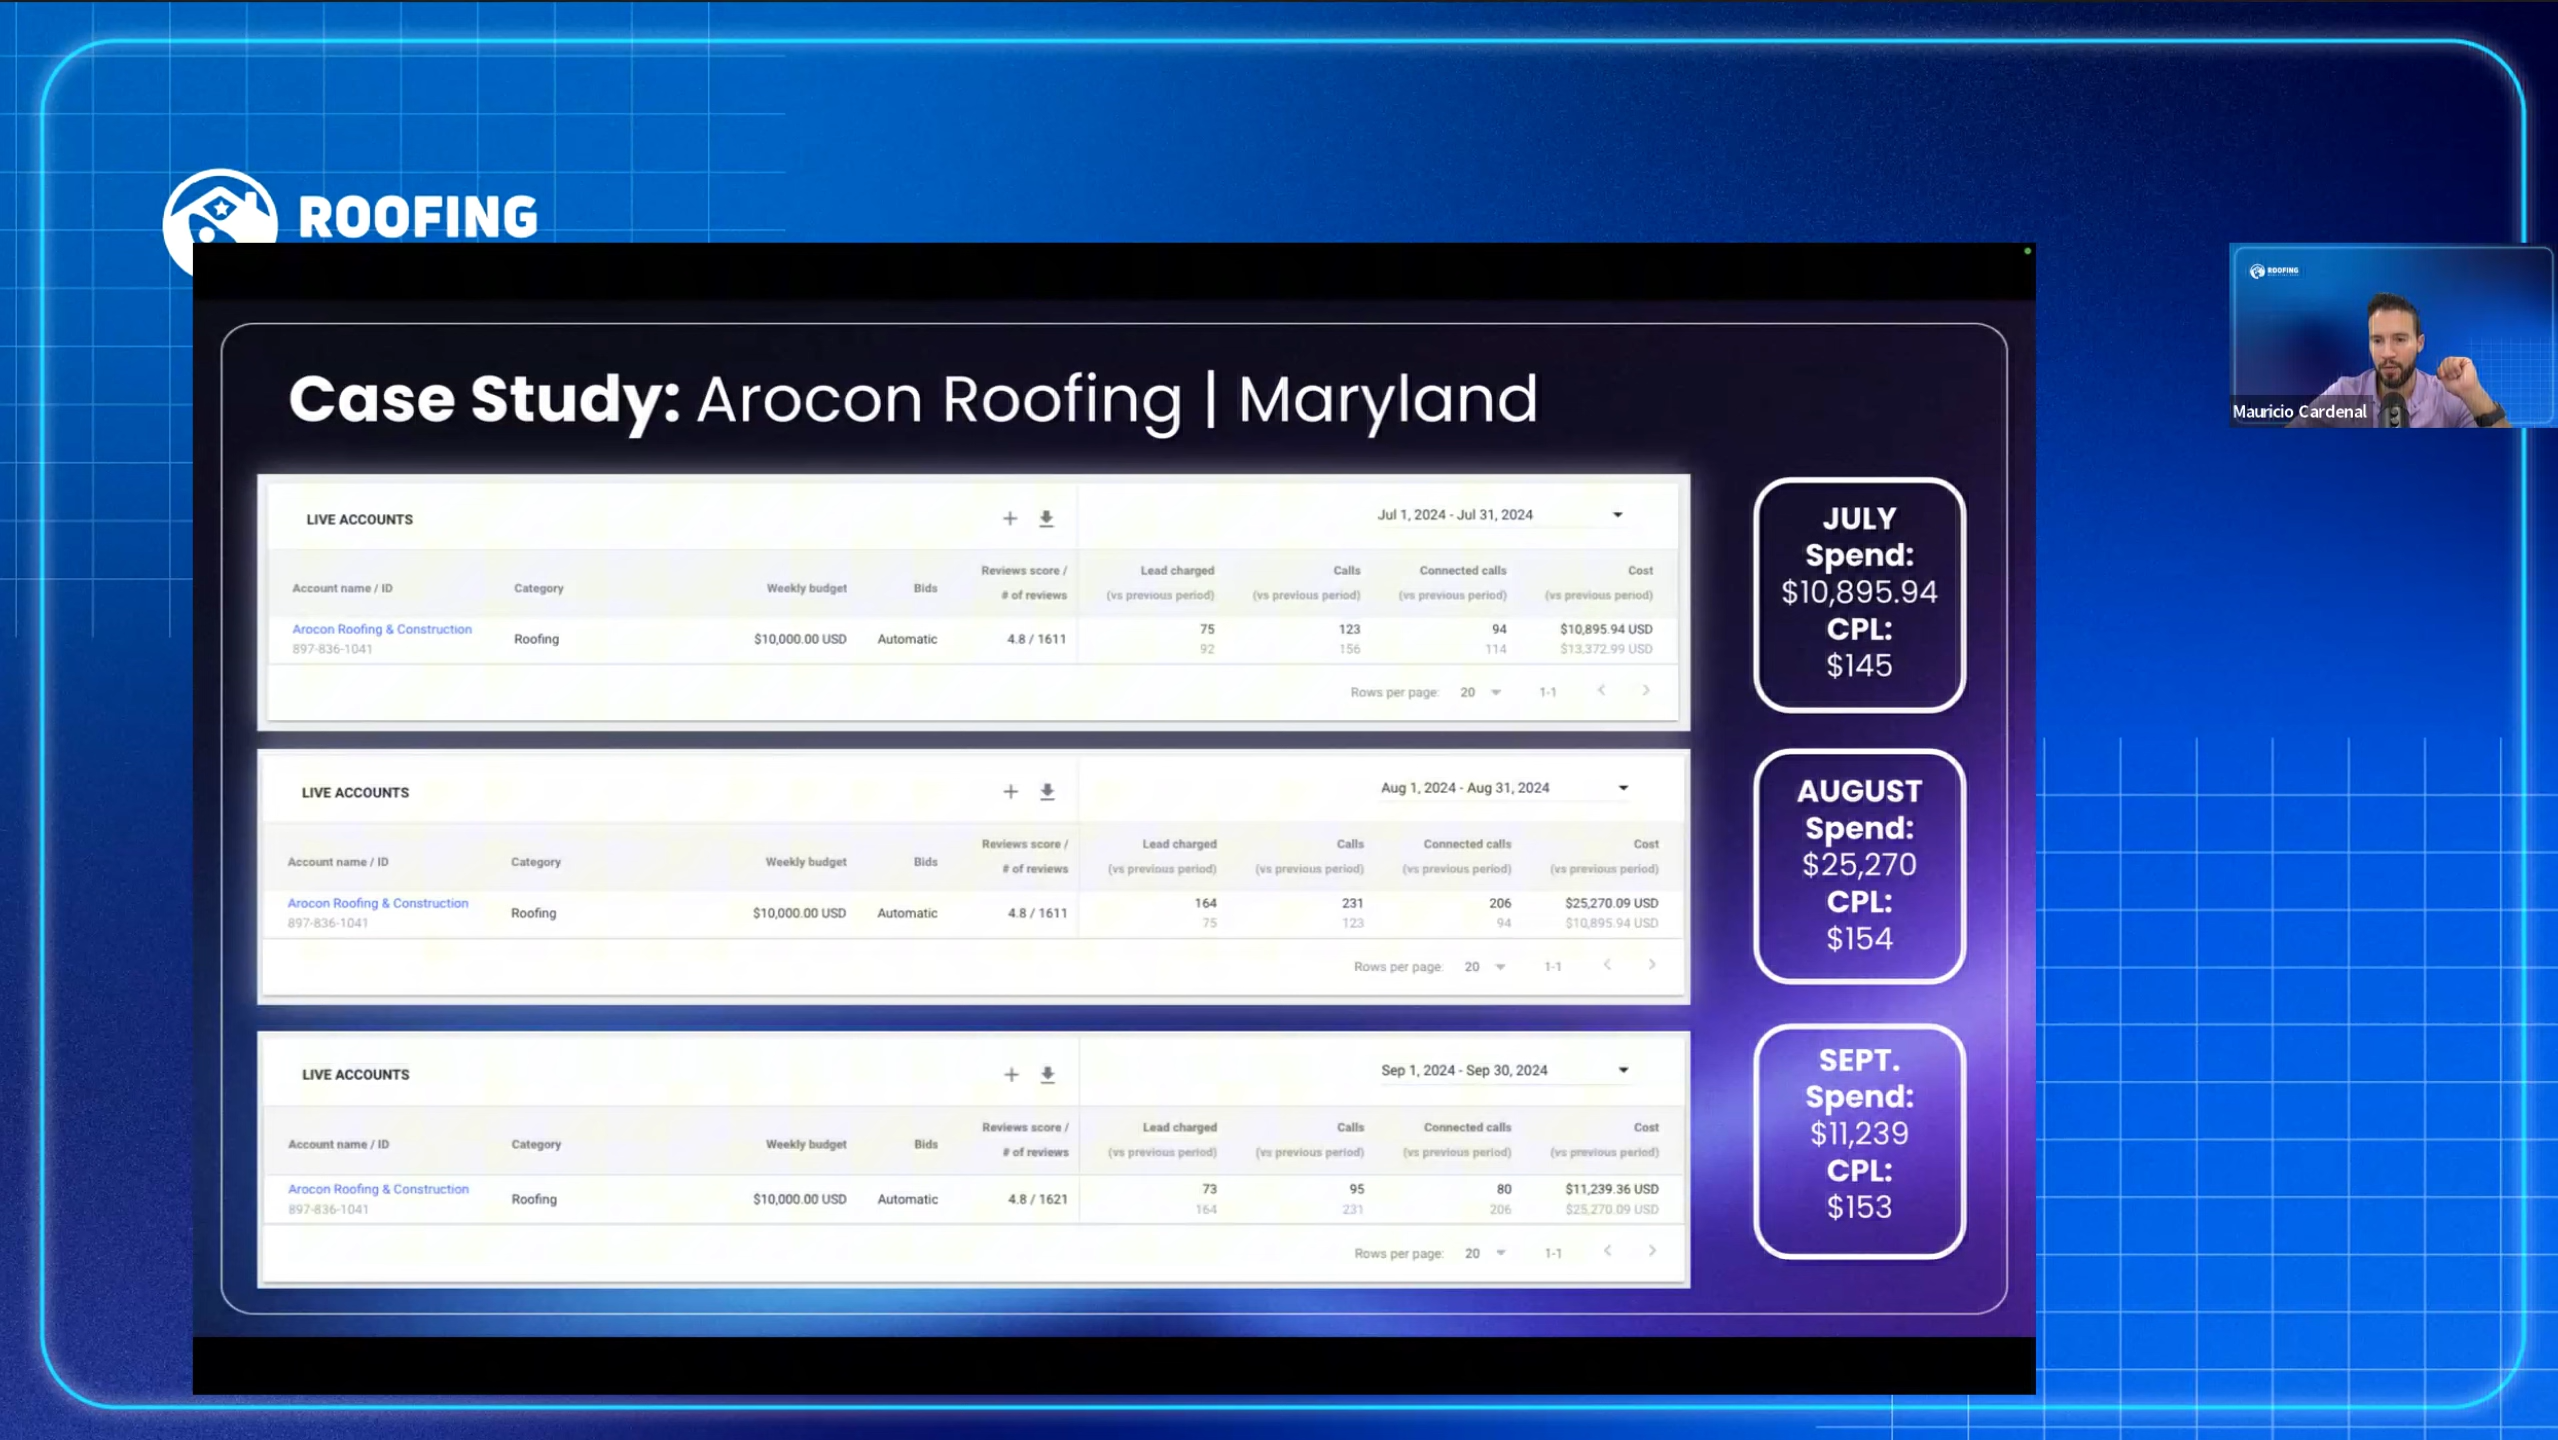 ROOFING
ROOFING
Mauricio Cardenal
Case Study: Arocon Roofing | Maryland
LIVE ACCOUNTS
Jul 1, 2024 - Jul 31, 2024
Account name / ID Category Weekly budget Bids Reviews score / # of reviews Lead charged (vs previous period) Calls (vs previous period) Connected calls (vs previous period) Cost (vs previous period)
Arocon Roofing & Construction Roofing $10,000.00 USD Automatic 4.8 / 1611 75 123 94 $10,895.94 USD
897-836-1041 92 156 114 $13,372.99 USD
Rows per page: 20 1-1
JULY
Spend:
$10,895.94
CPL:
$145
LIVE ACCOUNTS
Aug 1, 2024 - Aug 31, 2024
Account name / ID Category Weekly budget Bids Reviews score / # of reviews Lead charged (vs previous period) Calls (vs previous period) Connected calls (vs previous period) Cost (vs previous period)
Arocon Roofing & Construction Roofing $10,000.00 USD Automatic 4.8 / 1611 164 231 206 $25,270.09 USD
897-836-1041 75 123 94 $10,895.94 USD
Rows per page: 20 1-1
AUGUST
Spend:
$25,270
CPL:
$154
LIVE ACCOUNTS
Sep 1, 2024 - Sep 30, 2024
Account name / ID Category Weekly budget Bids Reviews score / # of reviews Lead charged (vs previous period) Calls (vs previous period) Connected calls (vs previous period) Cost (vs previous period)
Arocon Roofing & Construction Roofing $10,000.00 USD Automatic 4.8 / 1621 73 95 80 $11,239.36 USD
897-836-1041 164 231 206 $25,270.09 USD
Rows per page: 20 1-1
SEPT.
Spend:
$11,239
CPL:
$153